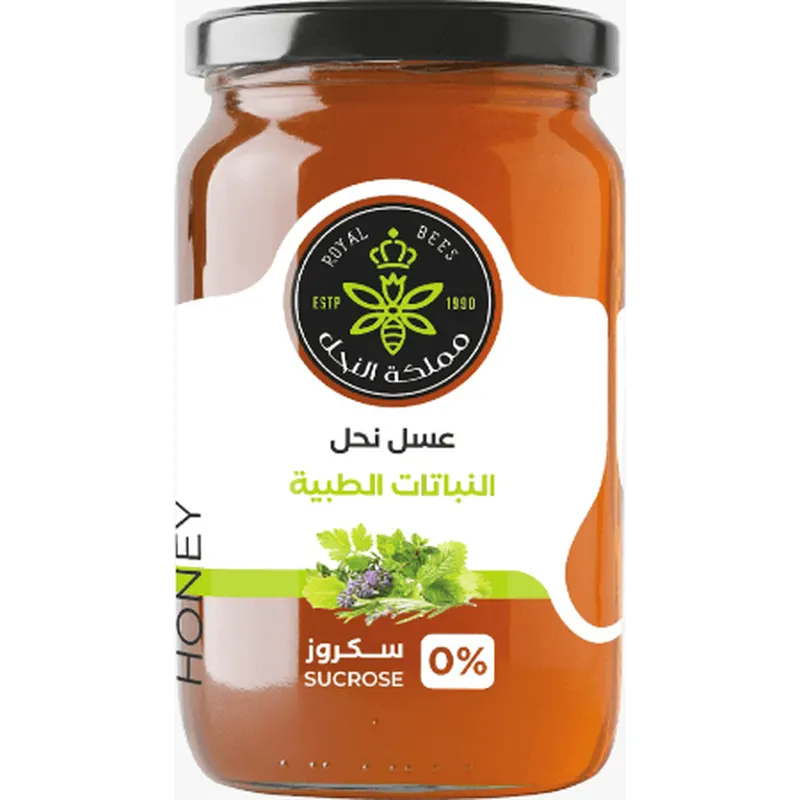 ROYAL BEES
ESTP 1990
مملكة النحل
عسل نحل
النباتات الطبية
HONEY
سكروز
SUCROSE
0%